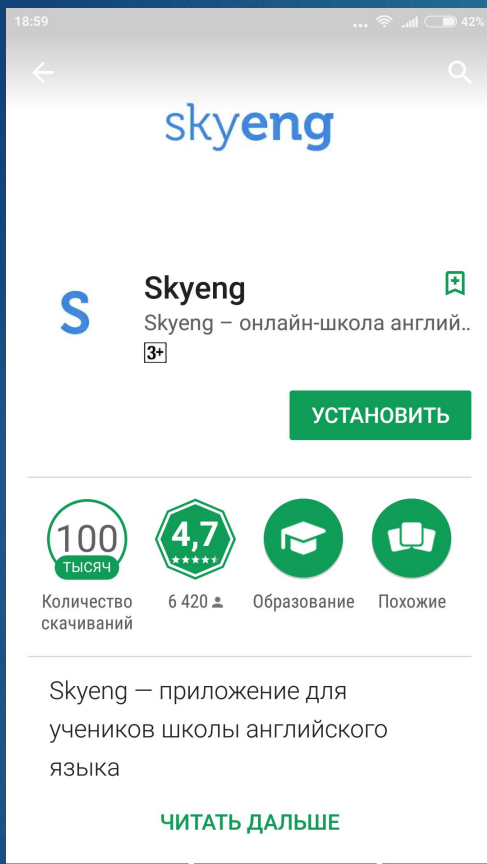 18:59
42%
skyeng
S
Skyeng
Skyeng – онлайн-школа англий..
3+
УСТАНОВИТЬ
100
ТЫСЯЧ
4,7
Количество
скачиваний
6 420
Образование
Похожие
Skyeng — приложение для
учеников школы английского
языка
ЧИТАТЬ ДАЛЬШЕ